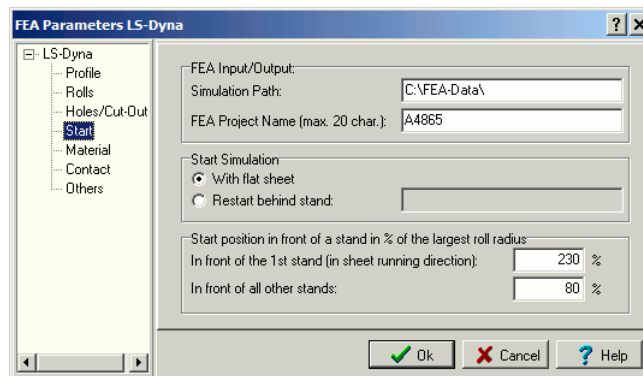 FEA Parameters LS-Dyna
LS-Dyna
Profile
Rolls
Holes/Cut-Out
Start
Material
Contact
Others
FEA Input/Output:
Simulation Path: C:\FEA-Data\
FEA Project Name (max. 20 char.): A4865
Start Simulation
With flat sheet
Restart behind stand:
Start position in front of a stand in % of the largest roll radius
In front of the 1st stand (in sheet running direction): 230 %
In front of all other stands: 80 %
Ok Cancel ? Help